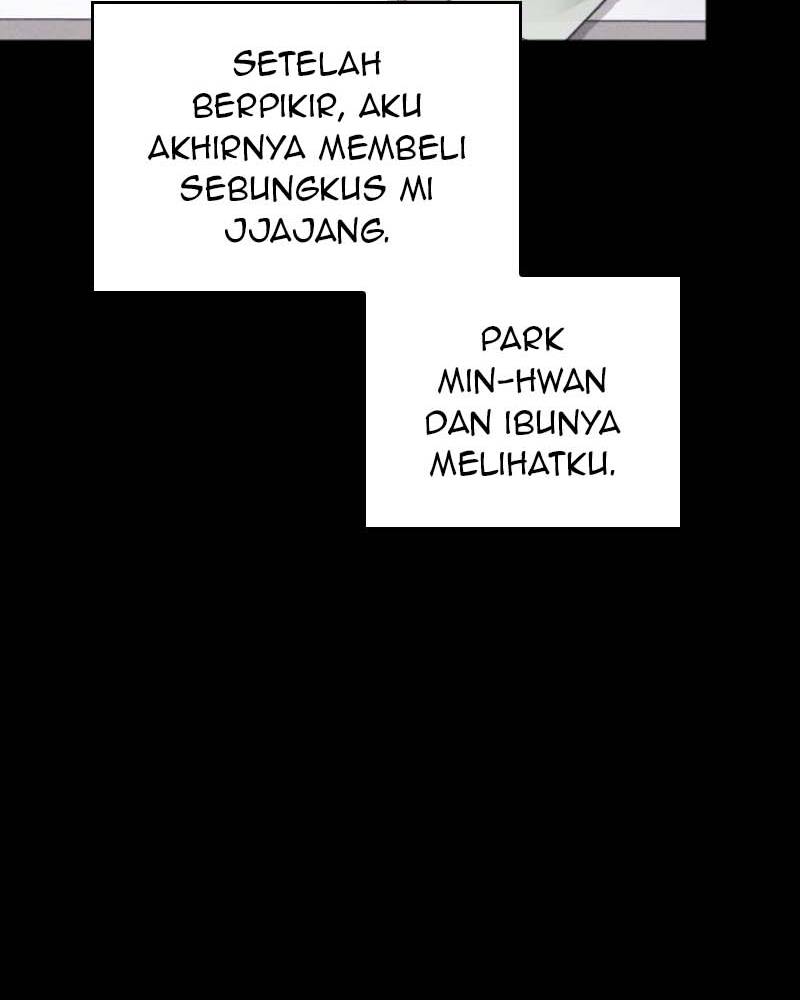 SETELAH
BERPIKIR, AKU
AKHIRNYA MEMBELI
SEBUNGKUS MI
JJAJANG.
PARK
MIN-HWAN
DAN IBUNYA
MELIHATKU.